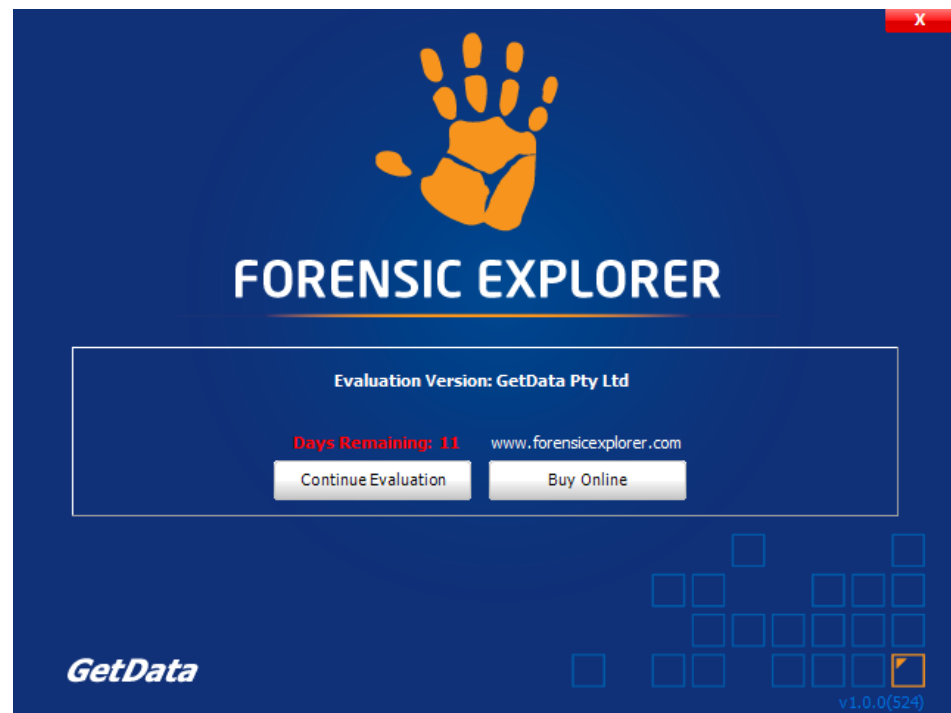 X
FORENSIC EXPLORER
Evaluation Version: GetData Pty Ltd
Days Remaining: 11 www.forensicexplorer.com
Continue Evaluation Buy Online
GetData
v1.0.0(524)